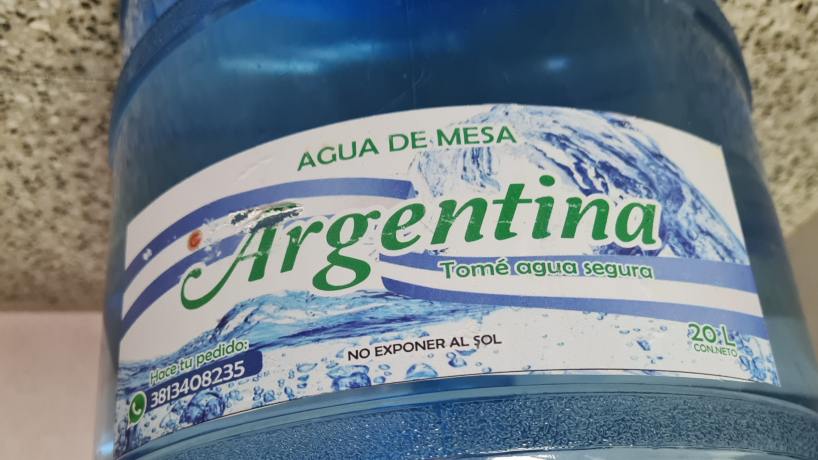 AGUA DE MESA
Argentina
Tomé agua segura
NO EXPONER AL SOL
Hace tu pedido:
3813408235
20 L
CON.NETO